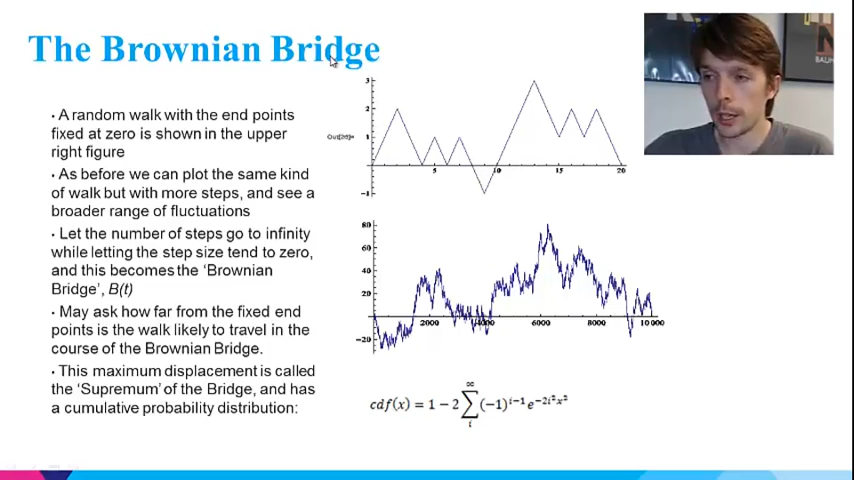 The Brownian Bridge
· A random walk with the end points
fixed at zero is shown in the upper
right figure
· As before we can plot the same kind
of walk but with more steps, and see a
broader range of fluctuations
· Let the number of steps go to infinity
while letting the step size tend to zero,
and this becomes the ‘Brownian
Bridge’, B(t)
· May ask how far from the fixed end
points is the walk likely to travel in the
course of the Brownian Bridge.
· This maximum displacement is called
the ‘Supremum’ of the Bridge, and has
a cumulative probability distribution:
3
2
1
-1
5
10
15
20
80
60
40
20
-20
2000
4000
6000
8000
10 000
cdf(x) = 1 − 2 ∑_i^∞ (−1)^{i−1} e^{−2i²x²}